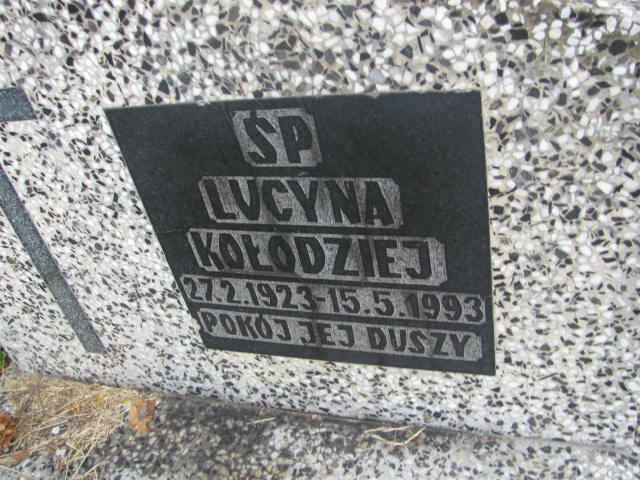 ŚP
LUCYNA
KOŁODZIEJ
27.2.1923-15.5.1993
POKÓJ JEJ DUSZY